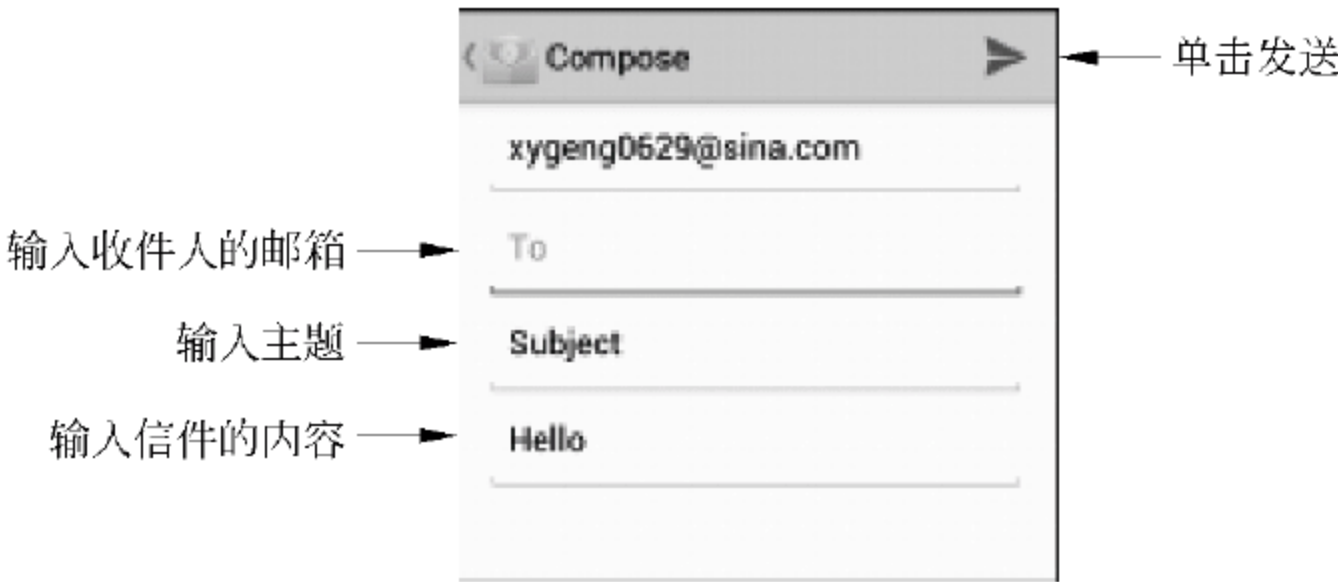 Compose
单击发送
xygeng0629@sina.com
输入收件人的邮箱
To
输入主题
Subject
输入信件的内容
Hello